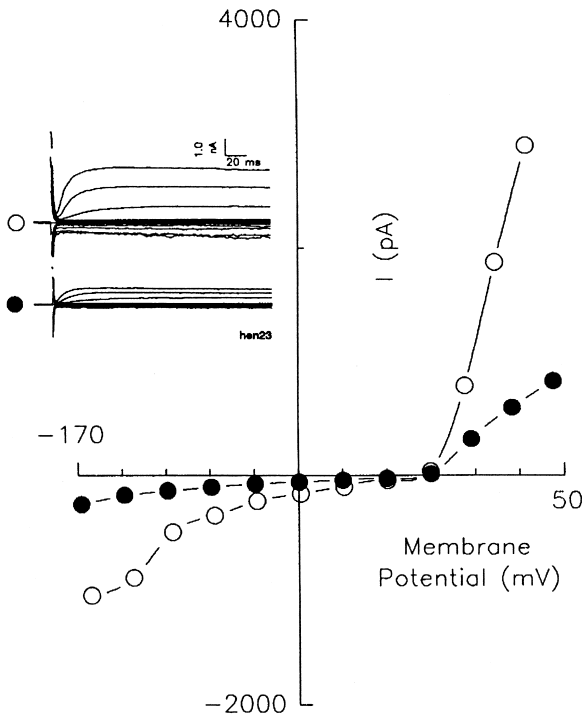 4000
1.0
nA
20 ms
I (pA)
hen23
−170
50
Membrane
Potential (mV)
−2000